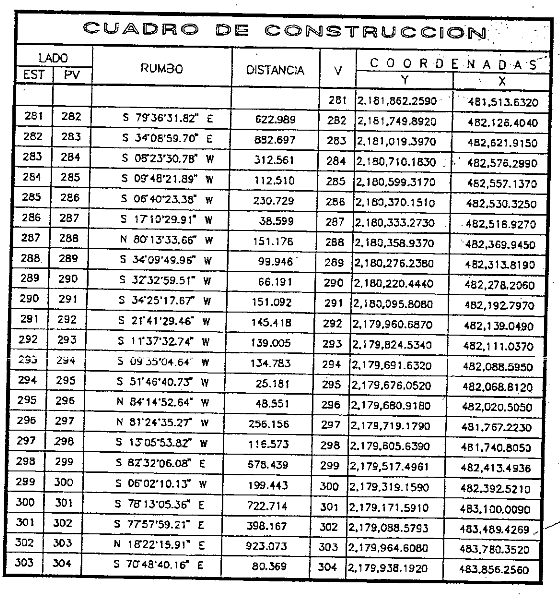 CUADRO DE CONSTRUCCION
LADO RUMBO DISTANCIA V COORDENADAS
EST PV Y X
281 2,181,862.2590 481,513.6320
281 282 S 79°36'31.82" E 622.989 282 2,181,749.8920 482,126.4040
282 283 S 34°08'59.70" E 882.697 283 2,181,019.3970 482,621.9150
283 284 S 08°23'30.78" W 312.561 284 2,180,710.1830 482,576.2990
284 285 S 09°48'21.89" W 112.510 285 2,180,599.3170 482,557.1370
285 286 S 06°40'23.38" W 230.729 286 2,180,370.1510 482,530.3250
286 287 S 17°10'29.91" W 38.599 287 2,180,333.2730 482,518.9270
287 288 N 80°13'33.66" W 151.176 288 2,180,358.9370 482,369.9450
288 289 S 34°09'49.96" W 99.946 289 2,180,276.2380 482,313.8190
289 290 S 32°32'59.51" W 66.191 290 2,180,220.4440 482,278.2060
290 291 S 34°25'17.67" W 151.092 291 2,180,095.8080 482,192.7970
291 292 S 21°41'29.46" W 145.418 292 2,179,960.6870 482,139.0490
292 293 S 11°37'32.74" W 139.005 293 2,179,824.5340 482,111.0370
293 294 S 09°35'04.64" W 134.783 294 2,179,691.6320 482,088.5950
294 295 S 51°46'40.73" W 25.181 295 2,179,676.0520 482,068.8120
295 296 N 84°14'52.64" W 48.551 296 2,179,680.9180 482,020.5050
296 297 N 81°24'35.27" W 256.156 297 2,179,719.1790 481,767.2230
297 298 S 13°05'53.82" W 116.573 298 2,179,605.6390 481,740.8050
298 299 S 82°32'06.08" E 678.439 299 2,179,517.4961 482,413.4936
299 300 S 06°02'10.13" W 199.443 300 2,179,319.1590 482,392.5210
300 301 S 78°13'05.36" E 722.714 301 2,179,171.5910 483,100.0090
301 302 S 77°57'59.21" E 398.167 302 2,179,088.5793 483,489.4269
302 303 N 18°22'15.91" E 923.073 303 2,179,964.6080 483,780.3520
303 304 S 70°48'40.16" E 80.369 304 2,179,938.1920 483,856.2560